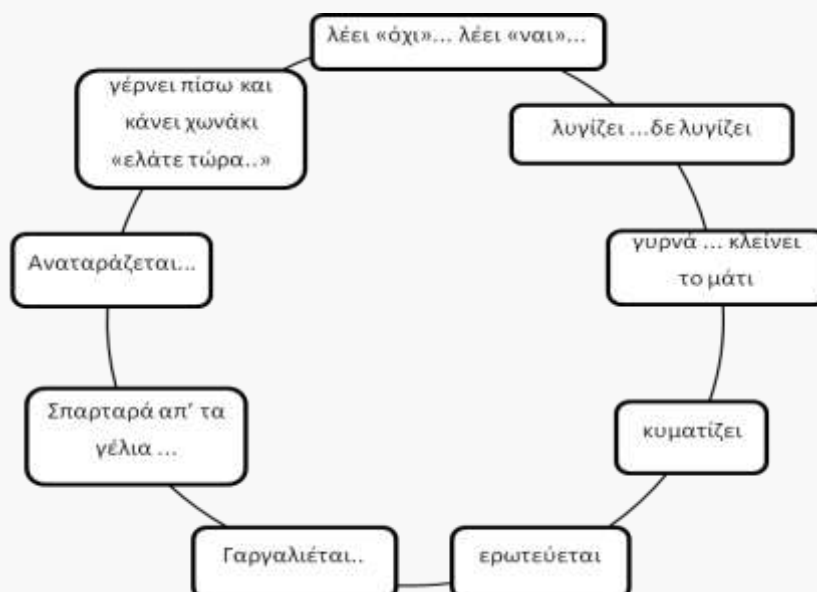 λέει «όχι»... λέει «ναι»...
λυγίζει ...δε λυγίζει
γυρνά ... κλείνει
το μάτι
κυματίζει
ερωτεύεται
Γαργαλιέται..
Σπαρταρά απ’ τα
γέλια ...
Αναταράζεται...
γέρνει πίσω και
κάνει χωνάκι
«ελάτε τώρα..»